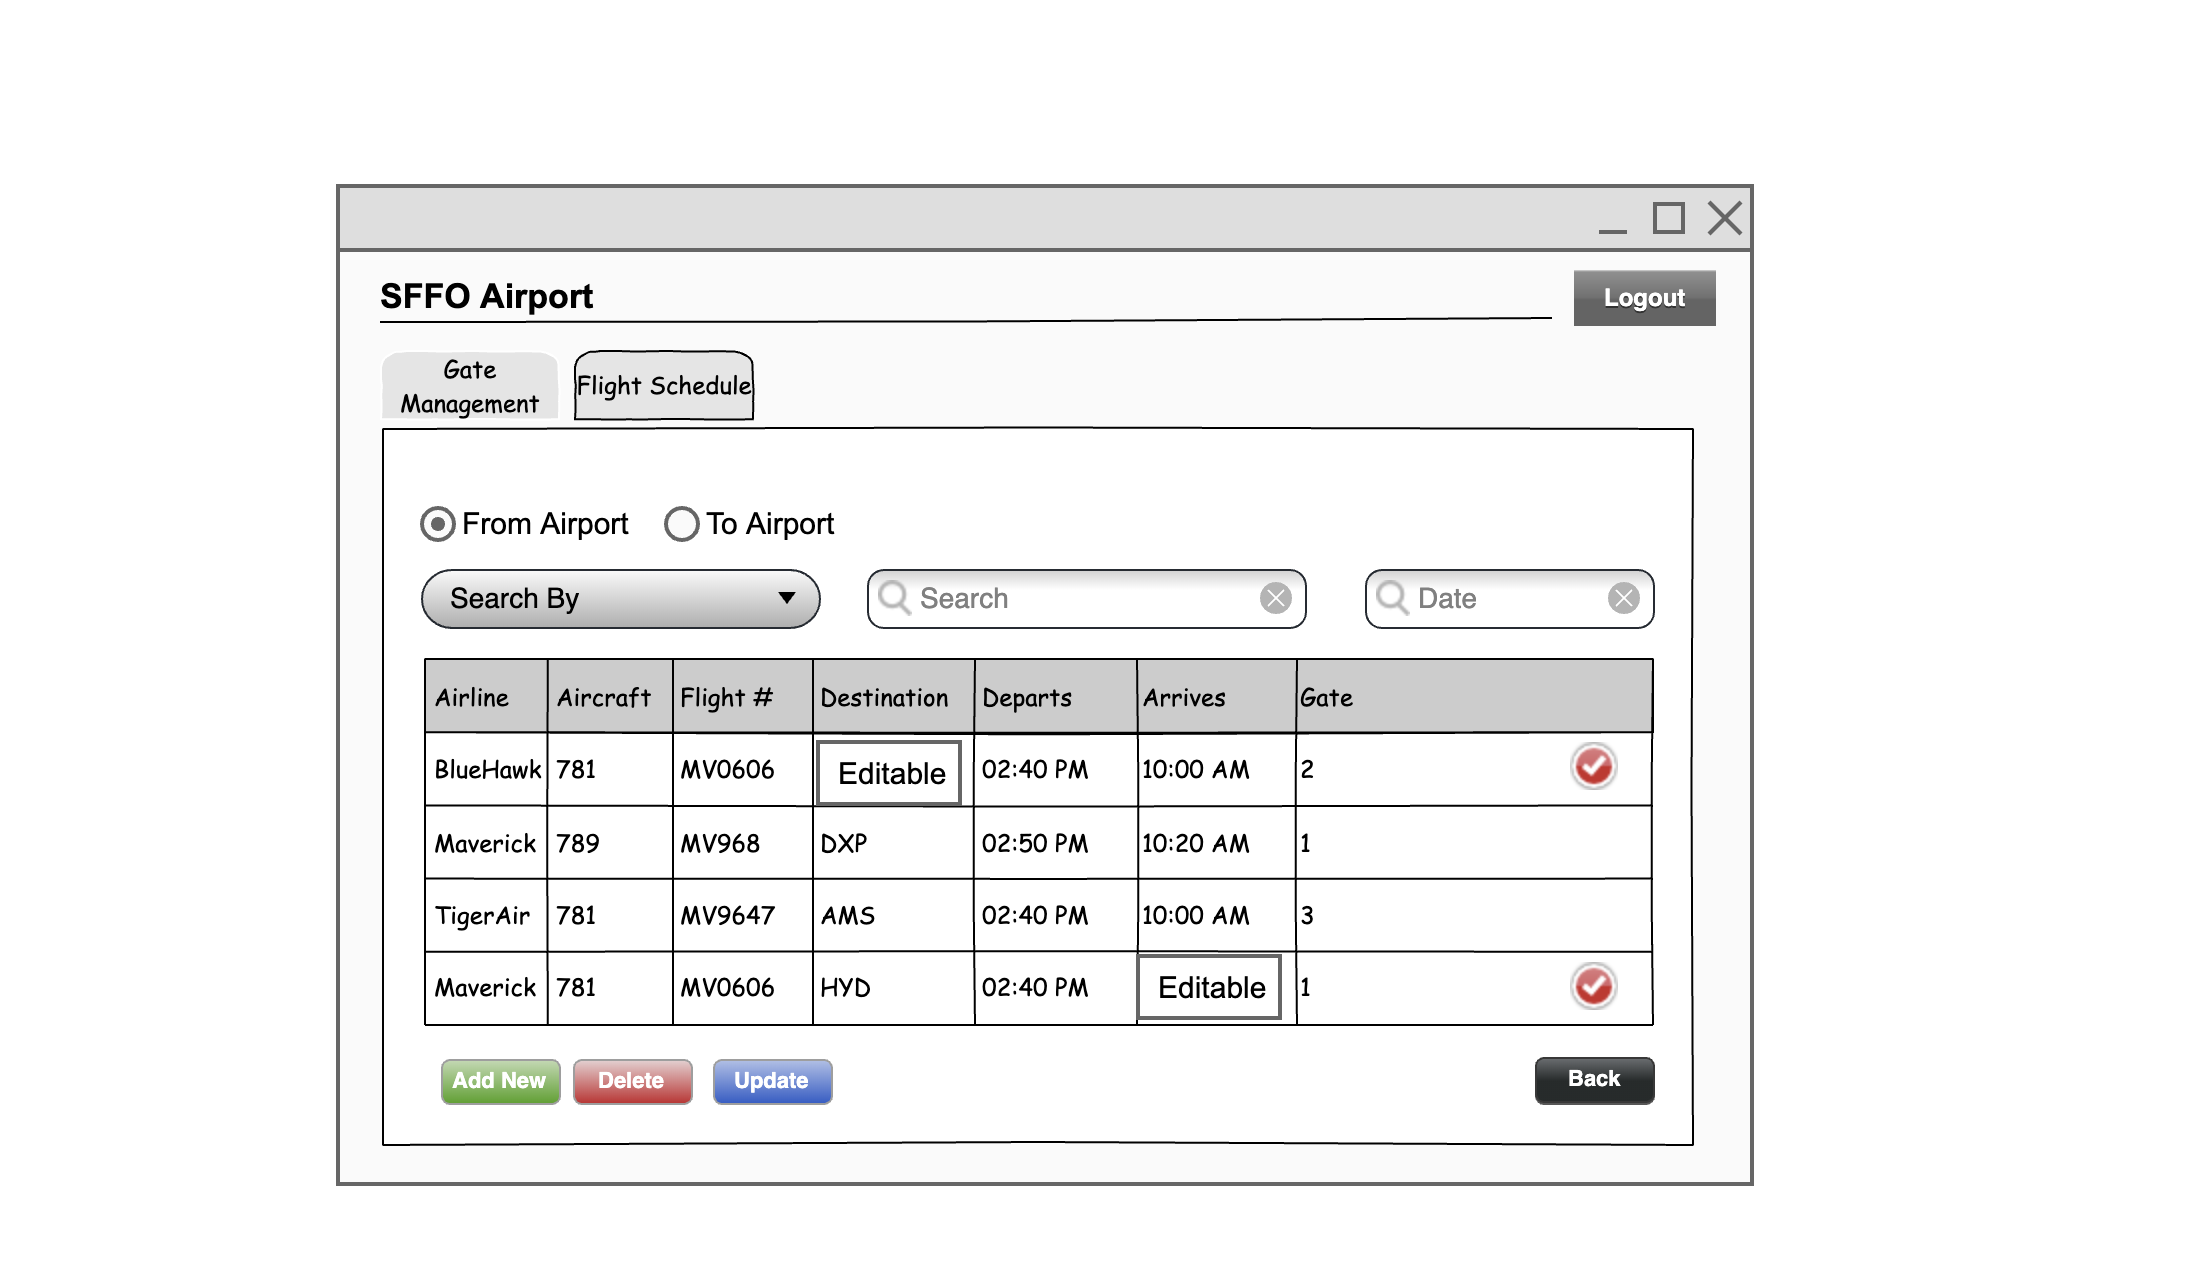 SFFO Airport
Logout
Gate
Management
Flight Schedule
From Airport To Airport
Search By Search Date
Airline Aircraft Flight # Destination Departs Arrives Gate
BlueHawk 781 MV0606 Editable 02:40 PM 10:00 AM 2
Maverick 789 MV968 DXP 02:50 PM 10:20 AM 1
TigerAir 781 MV9647 AMS 02:40 PM 10:00 AM 3
Maverick 781 MV0606 HYD 02:40 PM Editable 1
Add New Delete Update Back